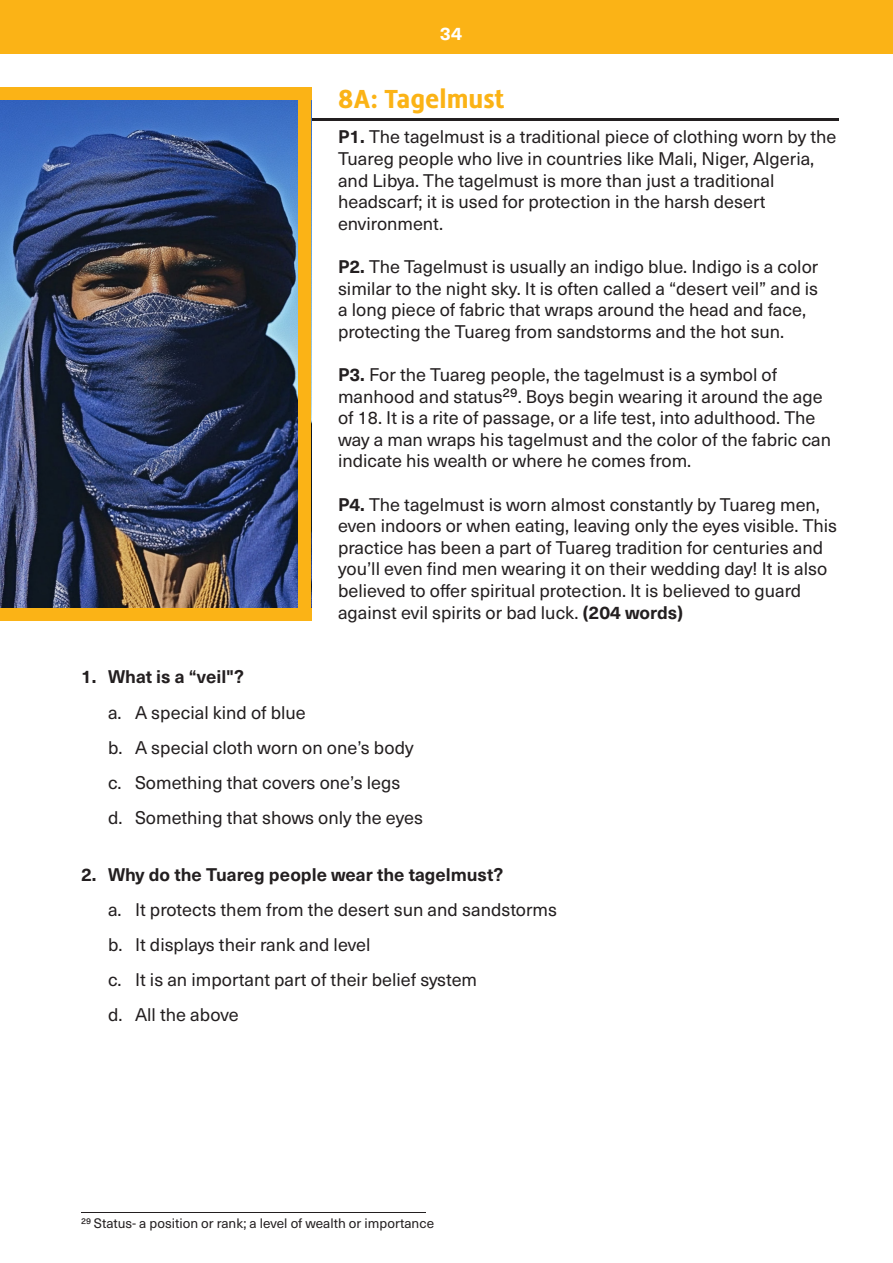 34
8A: Tagelmust
P1. The tagelmust is a traditional piece of clothing worn by the
Tuareg people who live in countries like Mali, Niger, Algeria,
and Libya. The tagelmust is more than just a traditional
headscarf; it is used for protection in the harsh desert
environment.
P2. The Tagelmust is usually an indigo blue. Indigo is a color
similar to the night sky. It is often called a “desert veil” and is
a long piece of fabric that wraps around the head and face,
protecting the Tuareg from sandstorms and the hot sun.
P3. For the Tuareg people, the tagelmust is a symbol of
manhood and status²⁹. Boys begin wearing it around the age
of 18. It is a rite of passage, or a life test, into adulthood. The
way a man wraps his tagelmust and the color of the fabric can
indicate his wealth or where he comes from.
P4. The tagelmust is worn almost constantly by Tuareg men,
even indoors or when eating, leaving only the eyes visible. This
practice has been a part of Tuareg tradition for centuries and
you’ll even find men wearing it on their wedding day! It is also
believed to offer spiritual protection. It is believed to guard
against evil spirits or bad luck. (204 words)
1. What is a “veil"?
a. A special kind of blue
b. A special cloth worn on one’s body
c. Something that covers one’s legs
d. Something that shows only the eyes
2. Why do the Tuareg people wear the tagelmust?
a. It protects them from the desert sun and sandstorms
b. It displays their rank and level
c. It is an important part of their belief system
d. All the above
²⁹ Status- a position or rank; a level of wealth or importance